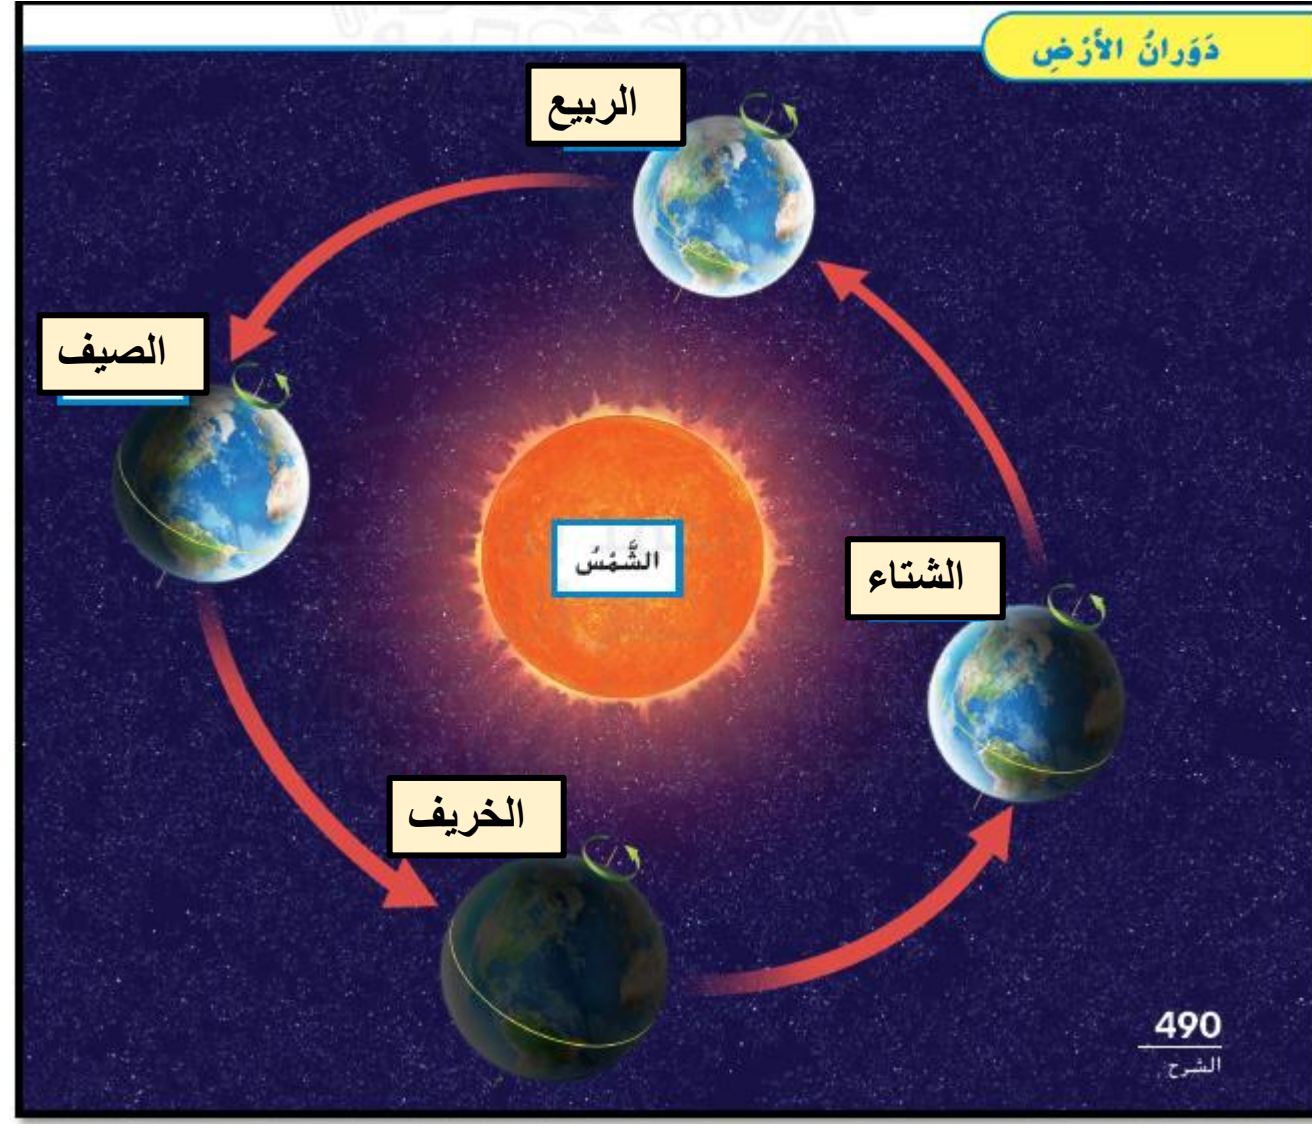 دَوَرانُ الأَرْضِ
الربيع
الصيف
الشَّمْسُ
الشتاء
الخريف
490
الشرح